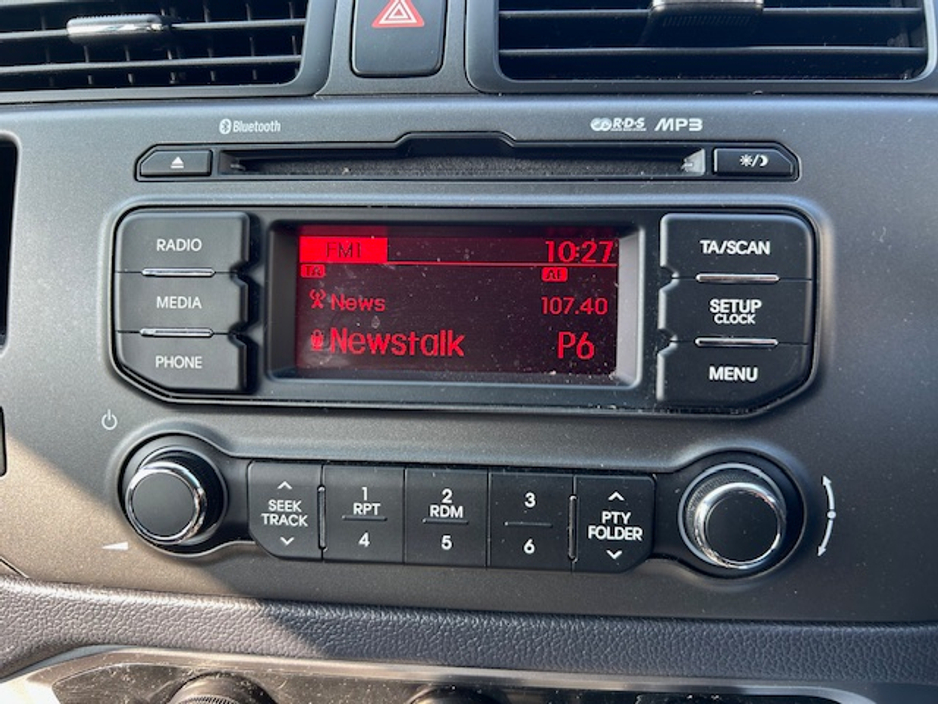 Bluetooth
R·D·S MP3
RADIO
MEDIA
PHONE
FM1 10:27
TA AF
News 107.40
Newstalk P6
TA/SCAN
SETUP
CLOCK
MENU
SEEK
TRACK
1
RPT
4
2
RDM
5
3
6
PTY
FOLDER